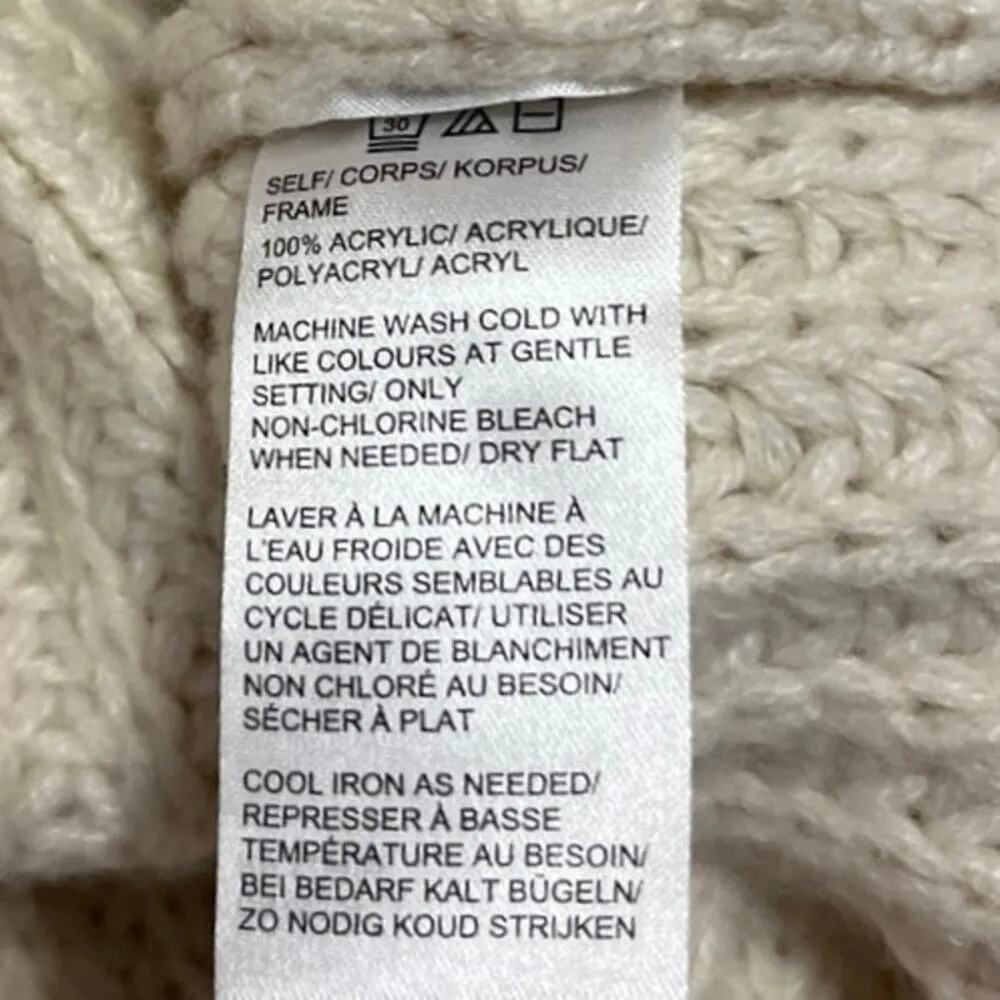 30
SELF/ CORPS/ KORPUS/
FRAME
100% ACRYLIC/ ACRYLIQUE/
POLYACRYL/ ACRYL
MACHINE WASH COLD WITH
LIKE COLOURS AT GENTLE
SETTING/ ONLY
NON-CHLORINE BLEACH
WHEN NEEDED/ DRY FLAT
LAVER À LA MACHINE À
L'EAU FROIDE AVEC DES
COULEURS SEMBLABLES AU
CYCLE DÉLICAT/ UTILISER
UN AGENT DE BLANCHIMENT
NON CHLORÉ AU BESOIN/
SÉCHER À PLAT
COOL IRON AS NEEDED/
REPRESSER À BASSE
TEMPÉRATURE AU BESOIN/
BEI BEDARF KALT BÜGELN/
ZO NODIG KOUD STRIJKEN